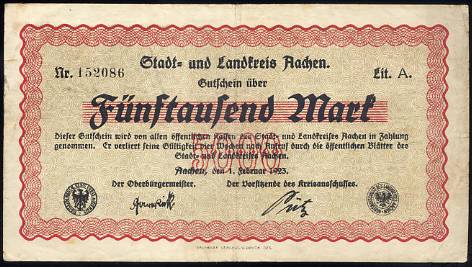 Stadt- und Landkreis Aachen.
Nr. 152086 Lit. A.
Gutschein über
Fünftausend Mark
5000
Dieser Gutschein wird von allen öffentlichen Kassen des Stadt- und Landkreises Aachen in Zahlung
genommen. Er verliert seine Gültigkeit vier Wochen nach Aufruf durch die öffentlichen Blätter des
Stadt- und Landkreises Aachen.
Aachen, den 1. Februar 1923.
der Oberbürgermeister. Der Vorsitzende des Kreisausschusses.